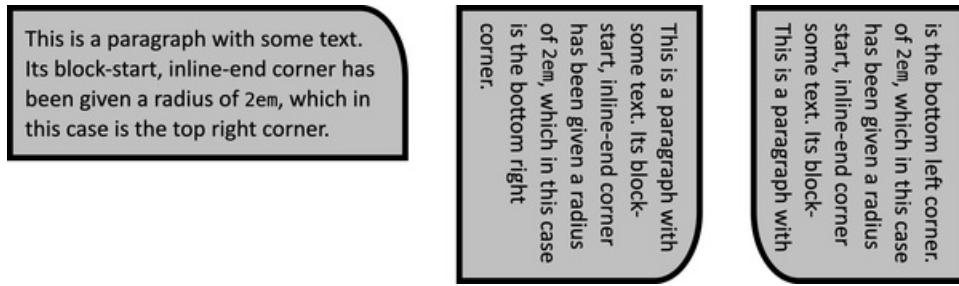 This is a paragraph with some text.
Its block-start, inline-end corner has
been given a radius of 2em, which in
this case is the top right corner.
This is a paragraph with
some text. Its block-
start, inline-end corner
has been given a radius
of 2em, which in this case
is the bottom right
corner.
This is a paragraph with
some text. Its block-
start, inline-end corner
has been given a radius
of 2em, which in this case
is the bottom left corner.